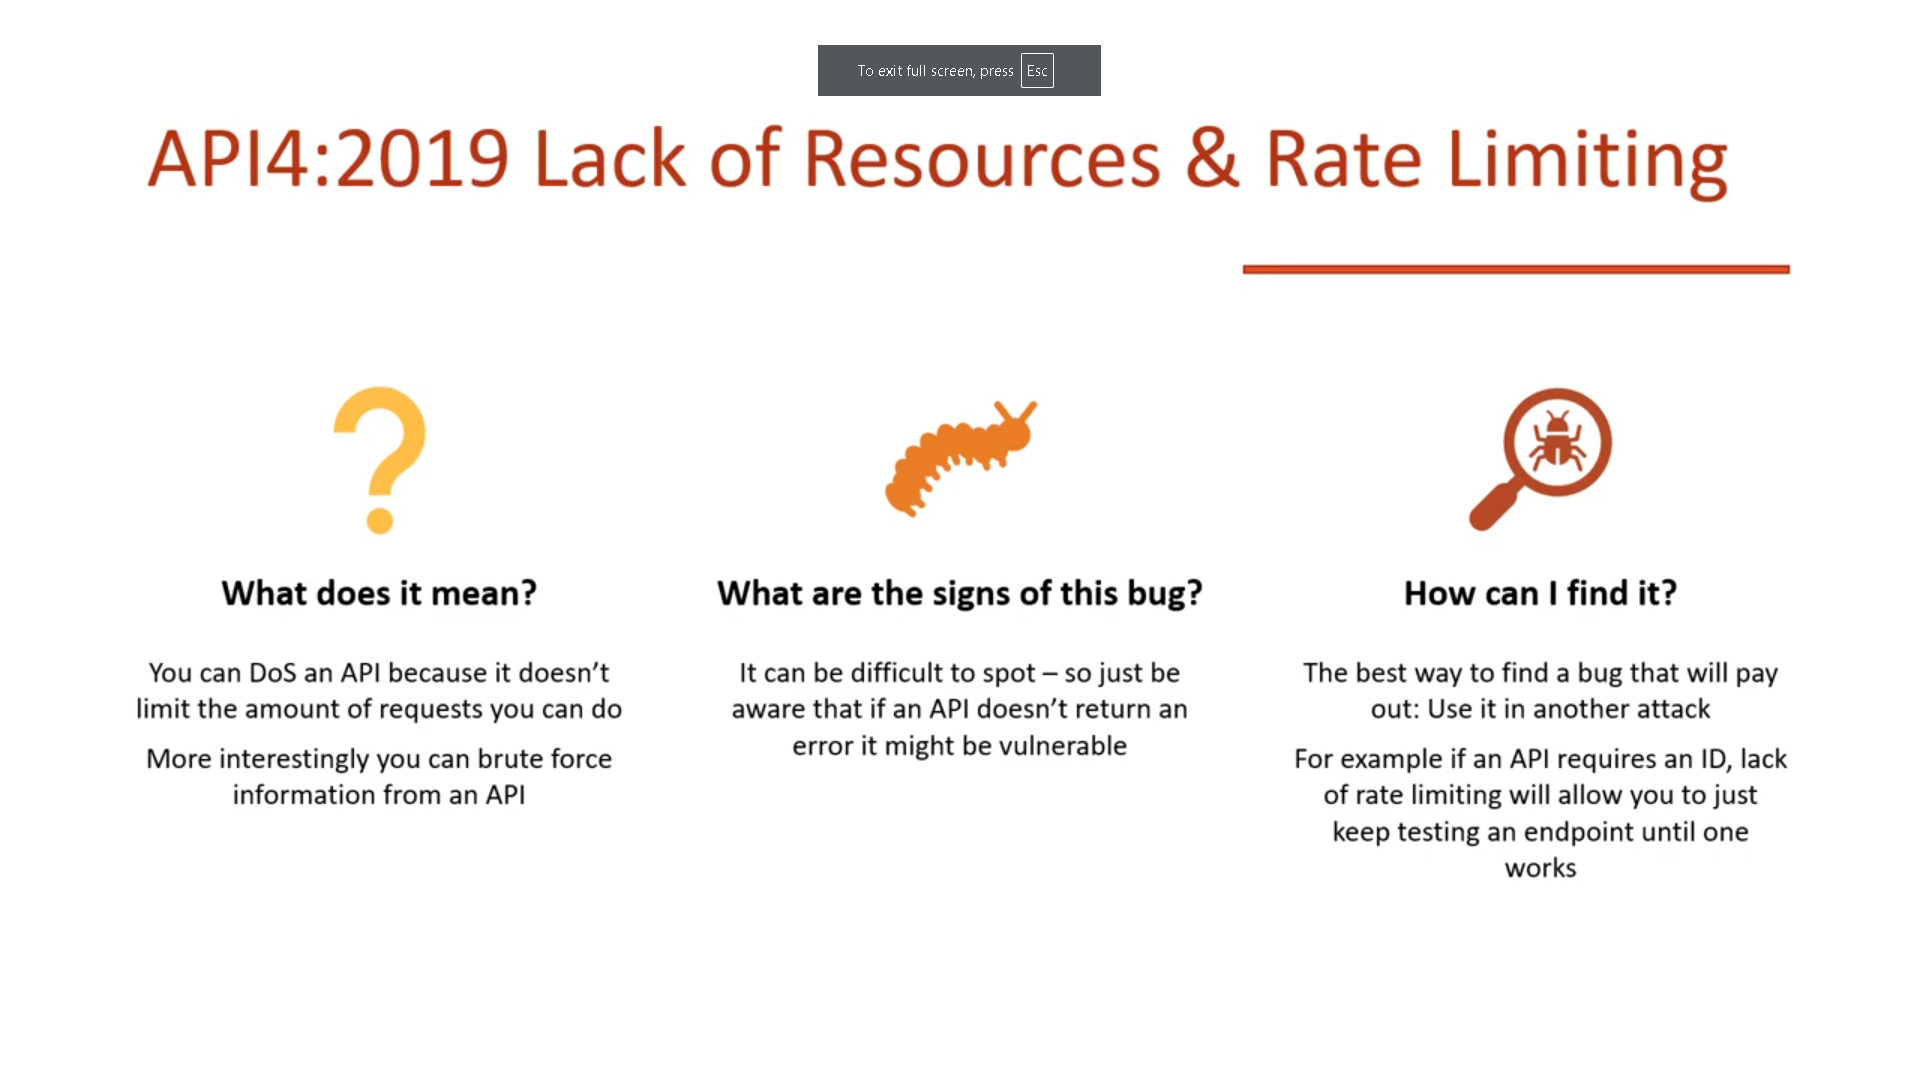 To exit full screen, press Esc
API4:2019 Lack of Resources & Rate Limiting
What does it mean?
You can DoS an API because it doesn’t
limit the amount of requests you can do
More interestingly you can brute force
information from an API
What are the signs of this bug?
It can be difficult to spot – so just be
aware that if an API doesn’t return an
error it might be vulnerable
How can I find it?
The best way to find a bug that will pay
out: Use it in another attack
For example if an API requires an ID, lack
of rate limiting will allow you to just
keep testing an endpoint until one
works